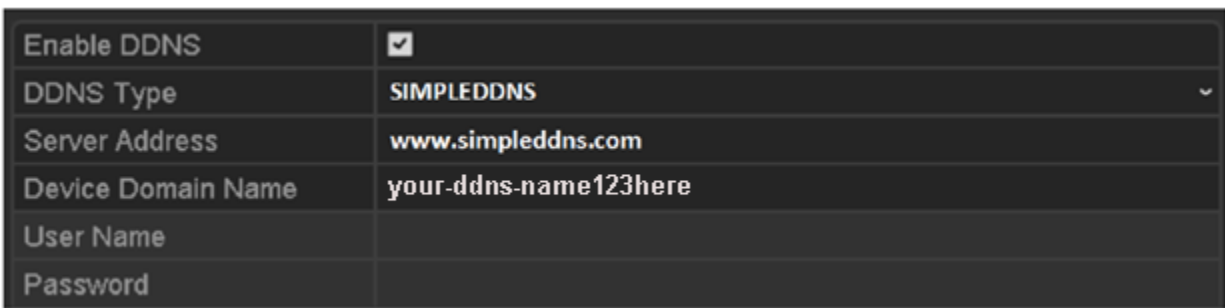 Enable DDNS
DDNS Type SIMPLEDDNS
Server Address www.simpleddns.com
Device Domain Name your-ddns-name123here
User Name
Password